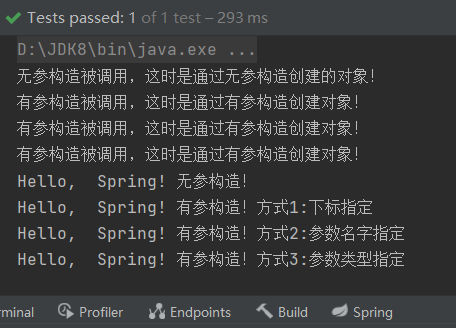 Tests passed: 1 of 1 test – 293 ms
D:\JDK8\bin\java.exe ...
无参构造被调用，这时是通过无参构造创建的对象！
有参构造被调用，这时是通过有参构造创建对象！
有参构造被调用，这时是通过有参构造创建对象！
有参构造被调用，这时是通过有参构造创建对象！
Hello,  Spring! 无参构造！
Hello,  Spring! 有参构造！方式1:下标指定
Hello,  Spring! 有参构造！方式2:参数名字指定
Hello,  Spring! 有参构造！方式3:参数类型指定
rminal Profiler Endpoints Build Spring